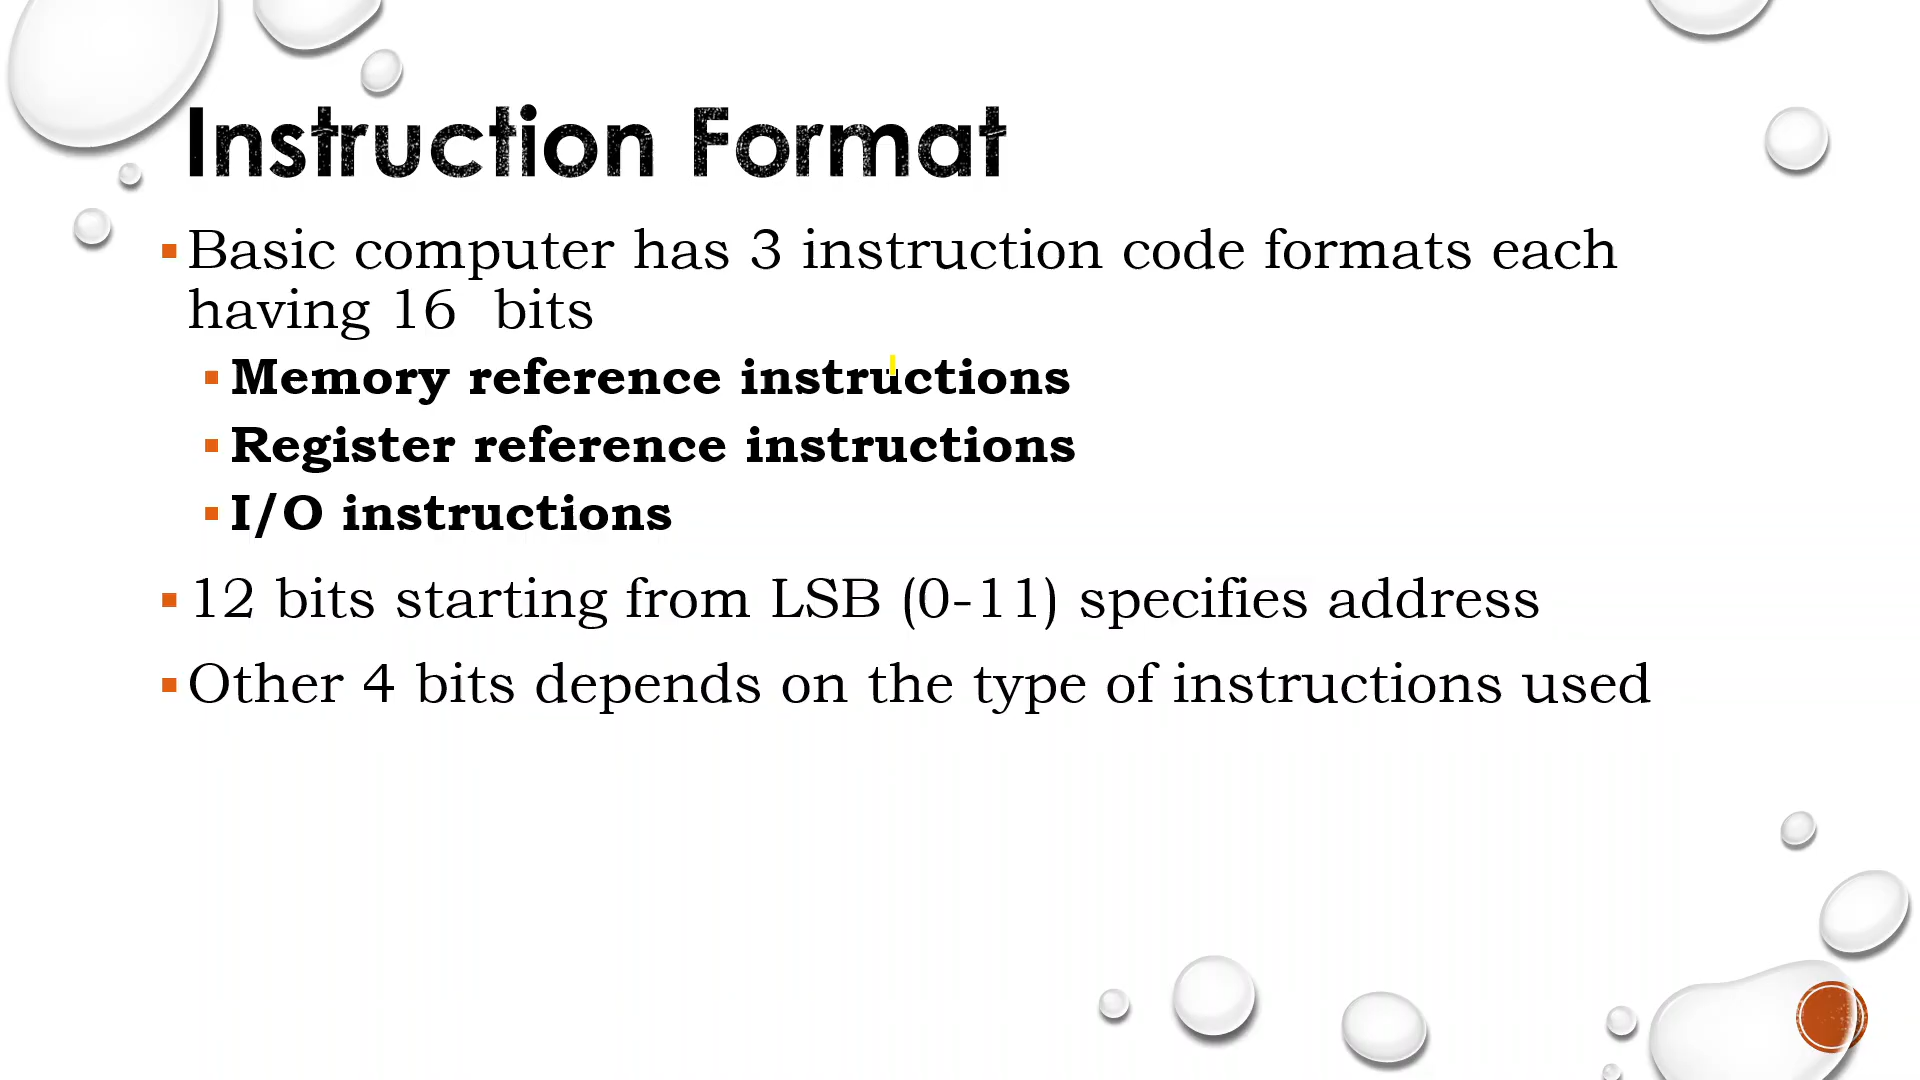 Instruction Format
Basic computer has 3 instruction code formats each
having 16 bits
Memory reference instructions
Register reference instructions
I/O instructions
12 bits starting from LSB (0-11) specifies address
Other 4 bits depends on the type of instructions used